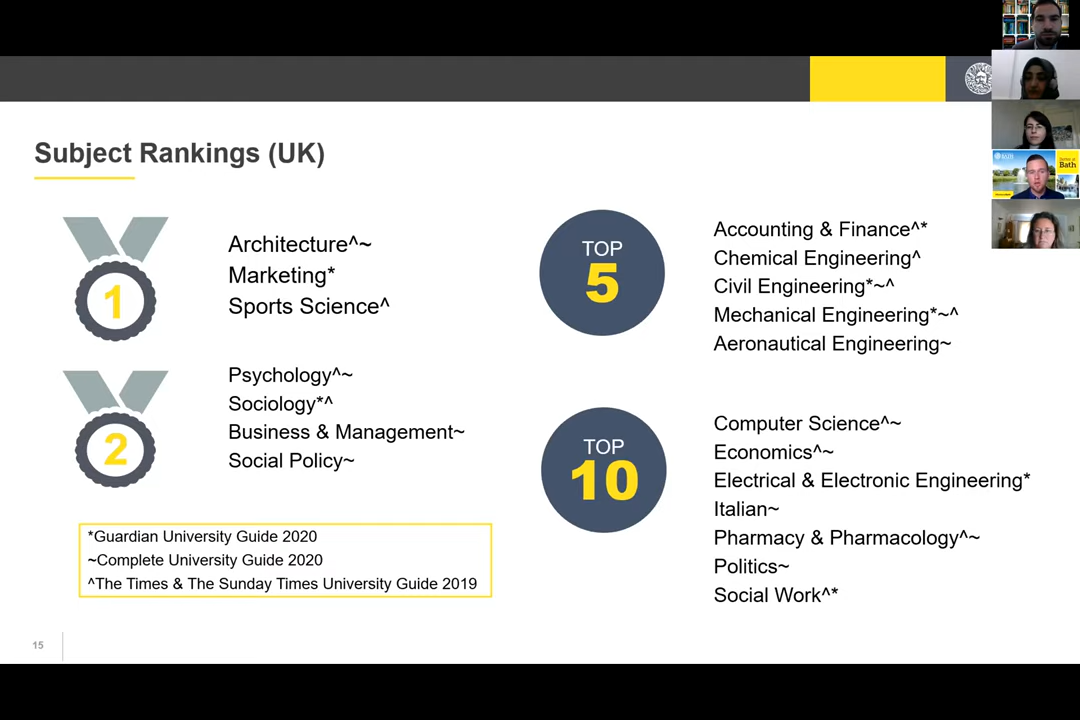 Subject Rankings (UK)
1
Architecture^~
Marketing*
Sports Science^
2
Psychology^~
Sociology*^
Business & Management~
Social Policy~
*Guardian University Guide 2020
~Complete University Guide 2020
^The Times & The Sunday Times University Guide 2019
TOP
5
Accounting & Finance^*
Chemical Engineering^
Civil Engineering*~^
Mechanical Engineering*~^
Aeronautical Engineering~
TOP
10
Computer Science^~
Economics^~
Electrical & Electronic Engineering*
Italian~
Pharmacy & Pharmacology^~
Politics~
Social Work^*
15
BATH
Bath